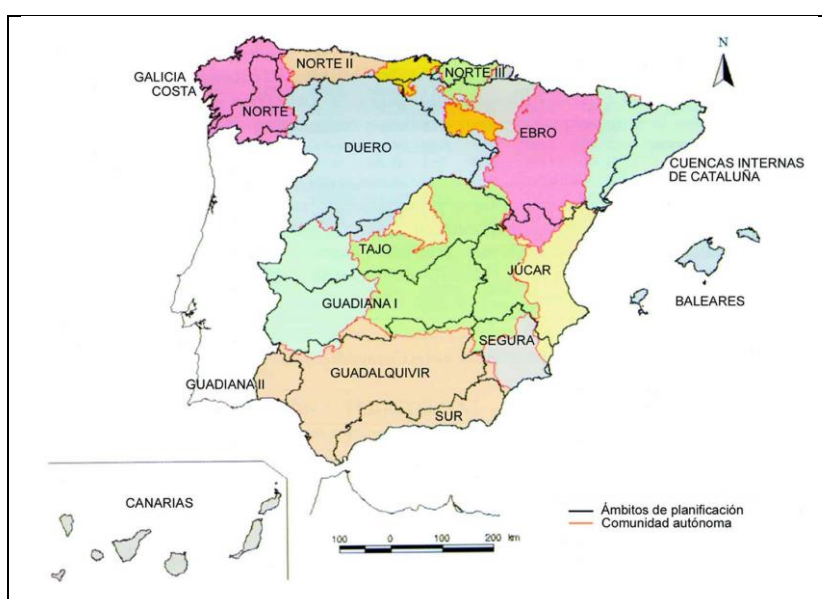 N
NORTE II
NORTE III
GALICIA
COSTA
NORTE I
EBRO
DUERO
CUENCAS INTERNAS
DE CATALUÑA
TAJO
JÚCAR
GUADIANA I
BALEARES
SEGURA
GUADALQUIVIR
GUADIANA II
SUR
CANARIAS
Ámbitos de planificación
Comunidad autónoma
100 0 100 200 km